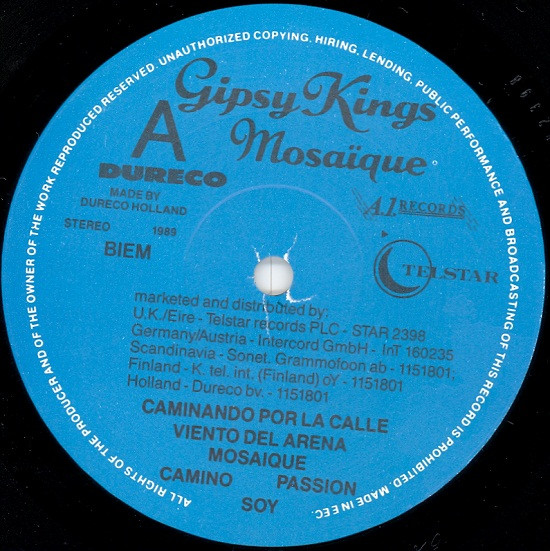 ALL RIGHTS OF THE PRODUCER AND OF THE OWNER OF THE WORK REPRODUCED RESERVED. UNAUTHORIZED COPYING. HIRING, LENDING, PUBLIC PERFORMANCE AND BROADCASTING OF THIS RECORD IS PROHIBITED. MADE IN EEC.
Gipsy Kings
A
Mosaïque
DURECO
MADE BY
DURECO HOLLAND
A.1 RECORDS
STEREO 1989
BIEM
TELSTAR
marketed and distributed by:
U.K./Eire - Telstar records PLC - STAR 2398
Germany/Austria - Intercord GmbH - INT 160235
Scandinavia - Sonet. Grammofoon ab - 1151801,
Finland - K. tel. int. (Finland) oY - 1151801
Holland - Dureco bv. - 1151801
CAMINANDO POR LA CALLE
VIENTO DEL ARENA
MOSAIQUE
CAMINO PASSION
SOY